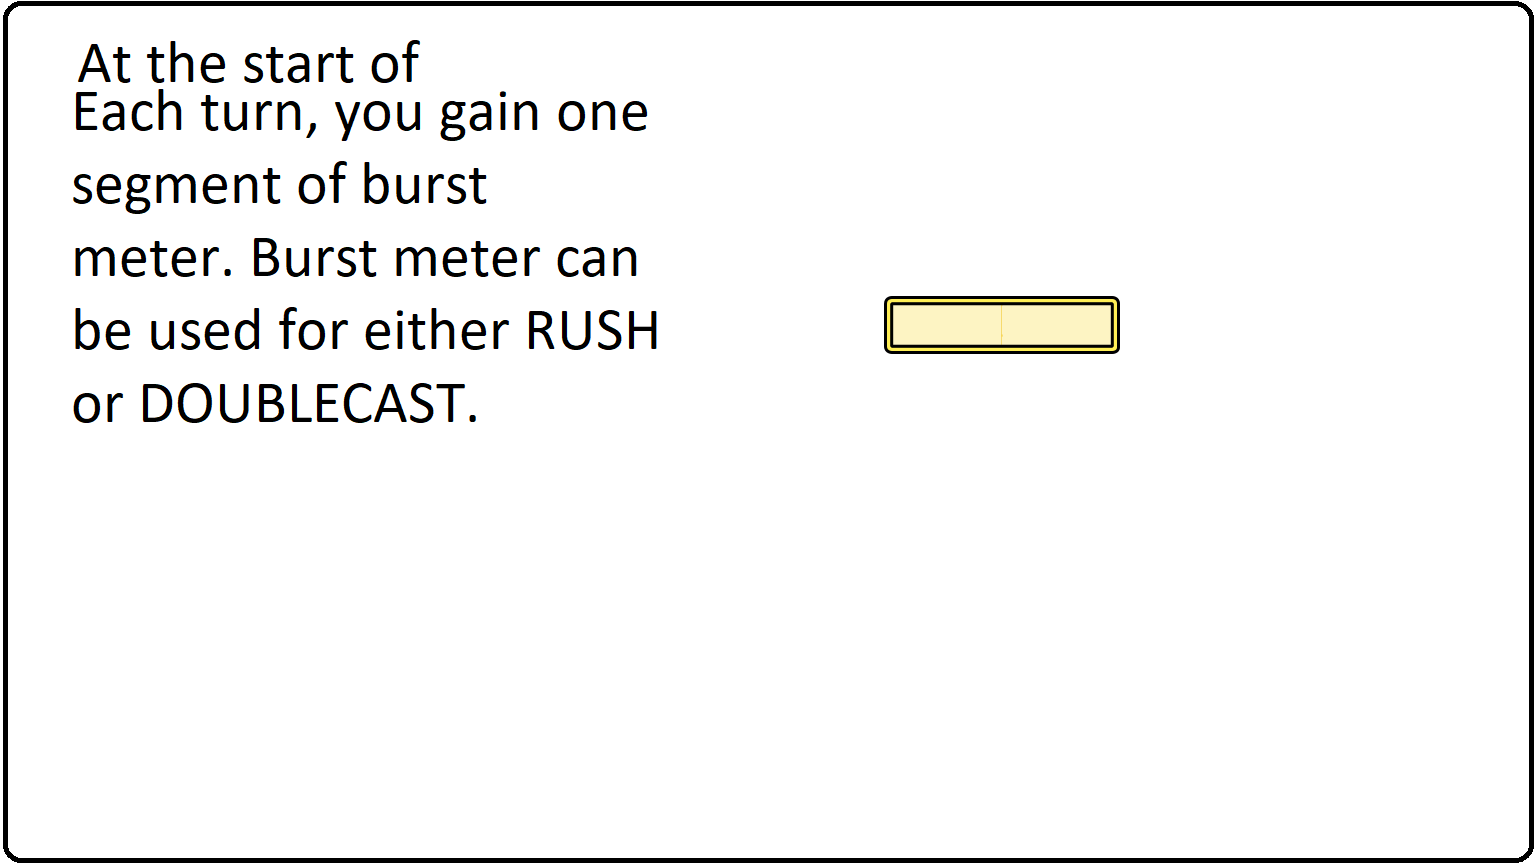 At the start of
Each turn, you gain one
segment of burst
meter. Burst meter can
be used for either RUSH
or DOUBLECAST.